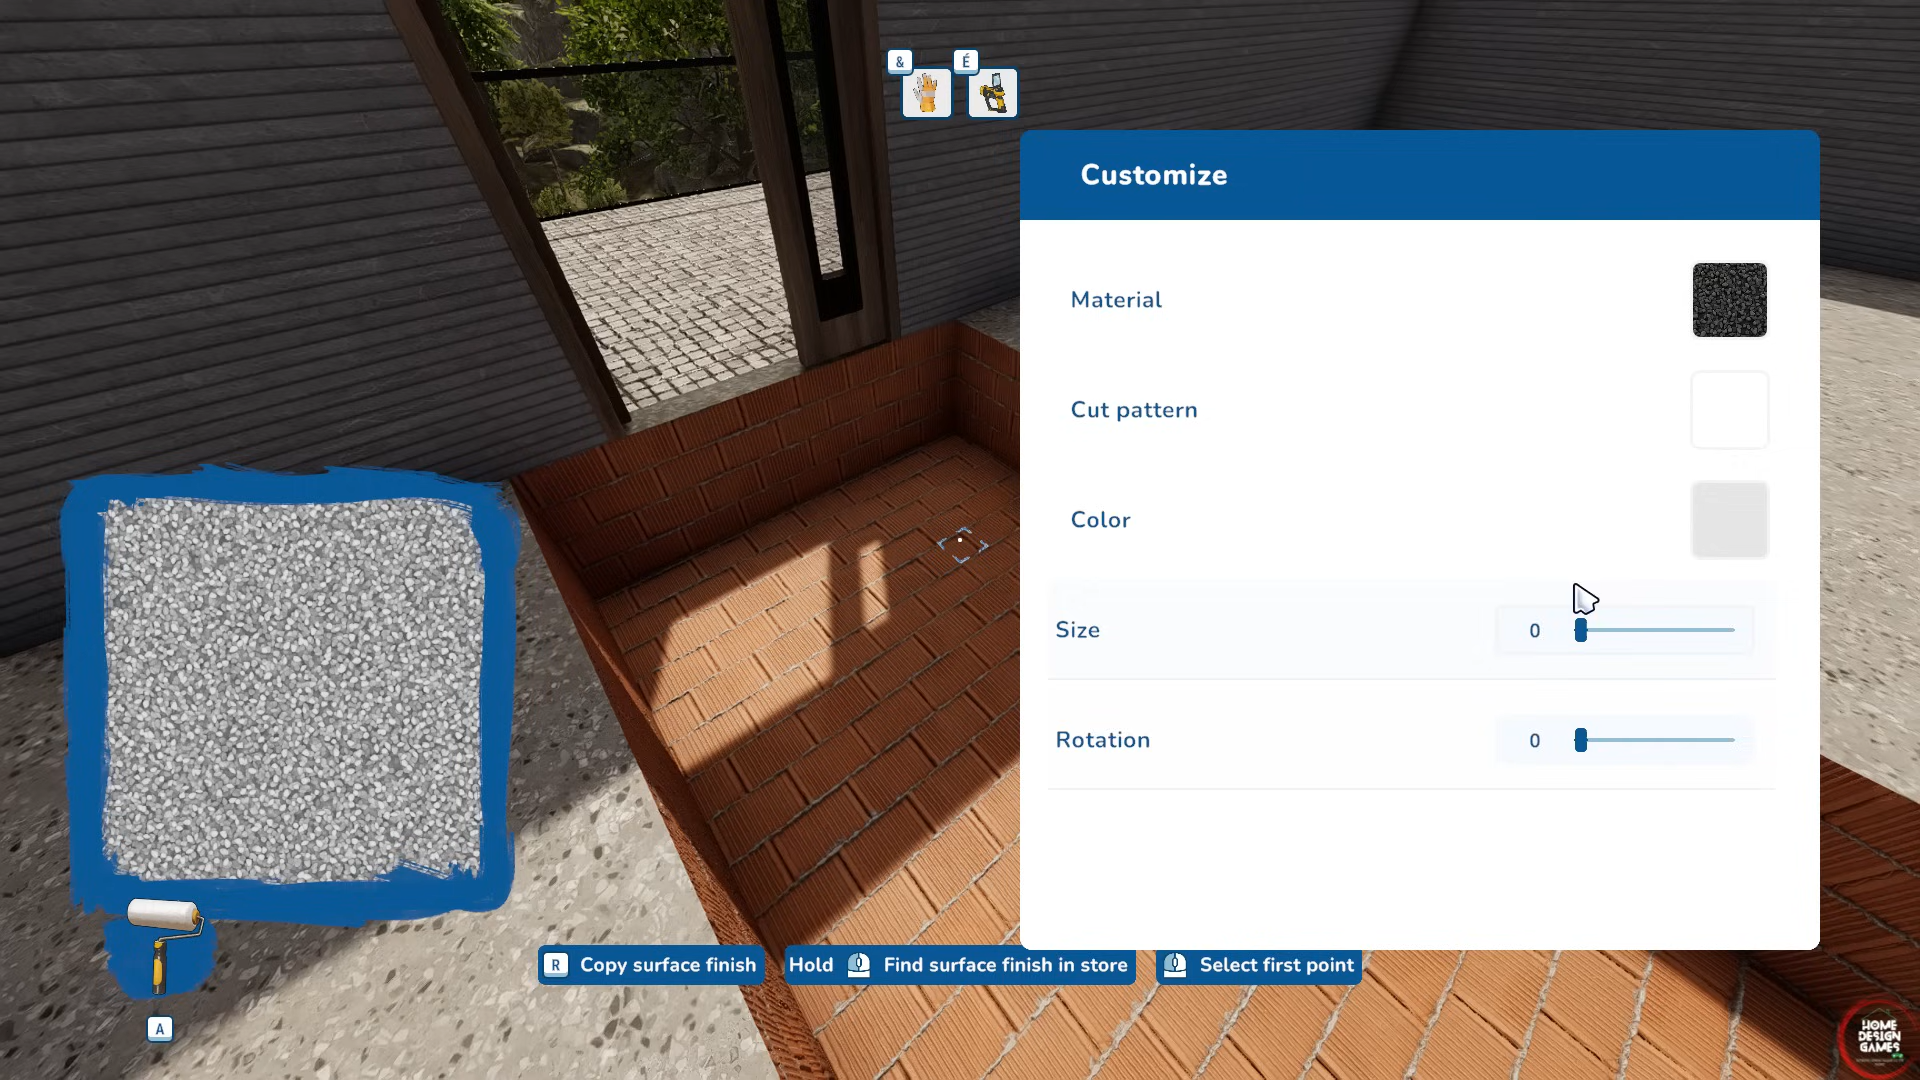 &
É
Customize
Material
Cut pattern
Color
Size
0
Rotation
0
R Copy surface finish
Hold Find surface finish in store
Select first point
A
HOME
DESIGN
GAMES